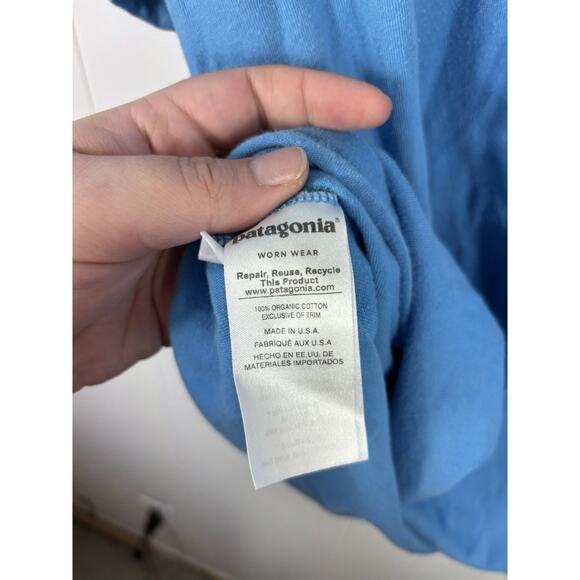 patagonia®
WORN WEAR
Repair, Reuse, Recycle
This Product
www.patagonia.com
100% ORGANIC COTTON
EXCLUSIVE OF TRIM
MADE IN U.S.A.
FABRIQUÉ AUX U.S.A
HECHO EN EE.UU. DE
MATERIALES IMPORTADOS